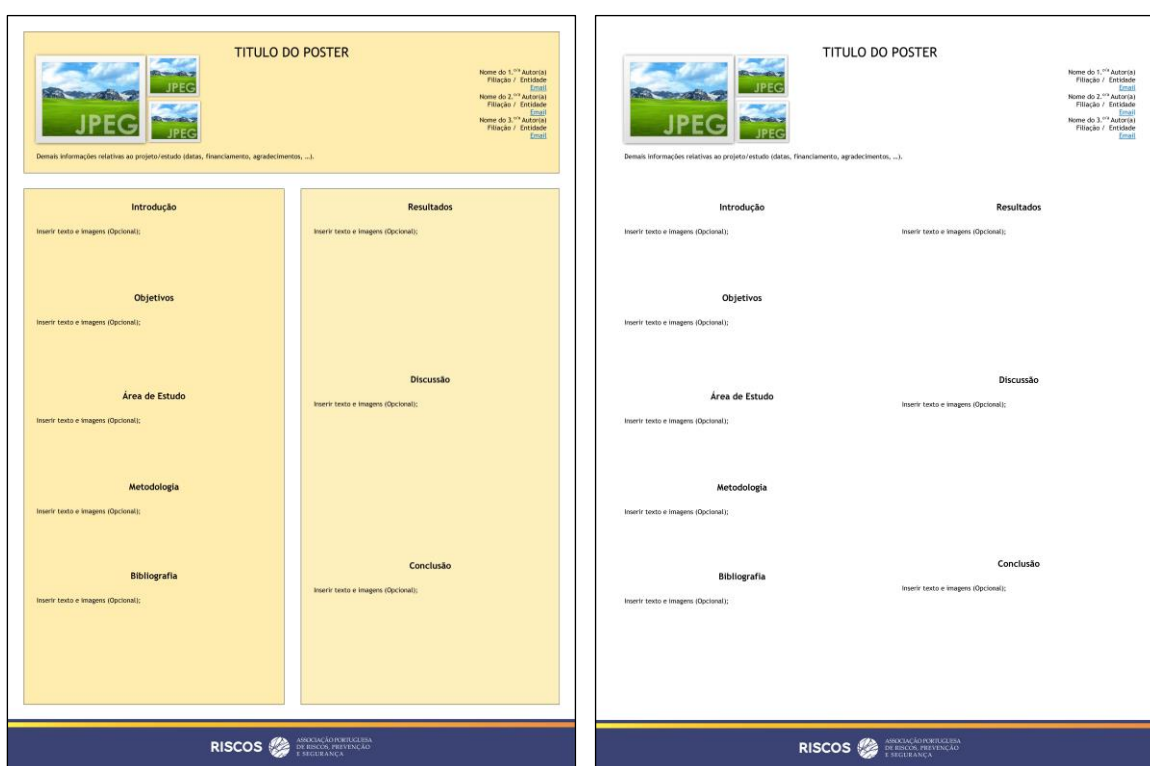 TITULO DO POSTER
JPEG
JPEG
JPEG
Nome do 1.º/ª Autor(a)
Filiação / Entidade
Email
Nome do 2.º/ª Autor(a)
Filiação / Entidade
Email
Nome do 3.º/ª Autor(a)
Filiação / Entidade
Email
Demais informações relativas ao projeto/estudo (datas, financiamento, agradecimentos, …).
Introdução
Inserir texto e imagens (Opcional);
Objetivos
Inserir texto e imagens (Opcional);
Área de Estudo
Inserir texto e imagens (Opcional);
Metodologia
Inserir texto e imagens (Opcional);
Bibliografia
Inserir texto e imagens (Opcional);
Resultados
Inserir texto e imagens (Opcional);
Discussão
Inserir texto e imagens (Opcional);
Conclusão
Inserir texto e imagens (Opcional);
RISCOS
ASSOCIAÇÃO PORTUGUESA
DE RISCOS, PREVENÇÃO
E SEGURANÇA
TITULO DO POSTER
JPEG
JPEG
JPEG
Nome do 1.º/ª Autor(a)
Filiação / Entidade
Email
Nome do 2.º/ª Autor(a)
Filiação / Entidade
Email
Nome do 3.º/ª Autor(a)
Filiação / Entidade
Email
Demais informações relativas ao projeto/estudo (datas, financiamento, agradecimentos, …).
Introdução
Inserir texto e imagens (Opcional);
Objetivos
Inserir texto e imagens (Opcional);
Área de Estudo
Inserir texto e imagens (Opcional);
Metodologia
Inserir texto e imagens (Opcional);
Bibliografia
Inserir texto e imagens (Opcional);
Resultados
Inserir texto e imagens (Opcional);
Discussão
Inserir texto e imagens (Opcional);
Conclusão
Inserir texto e imagens (Opcional);
RISCOS
ASSOCIAÇÃO PORTUGUESA
DE RISCOS, PREVENÇÃO
E SEGURANÇA